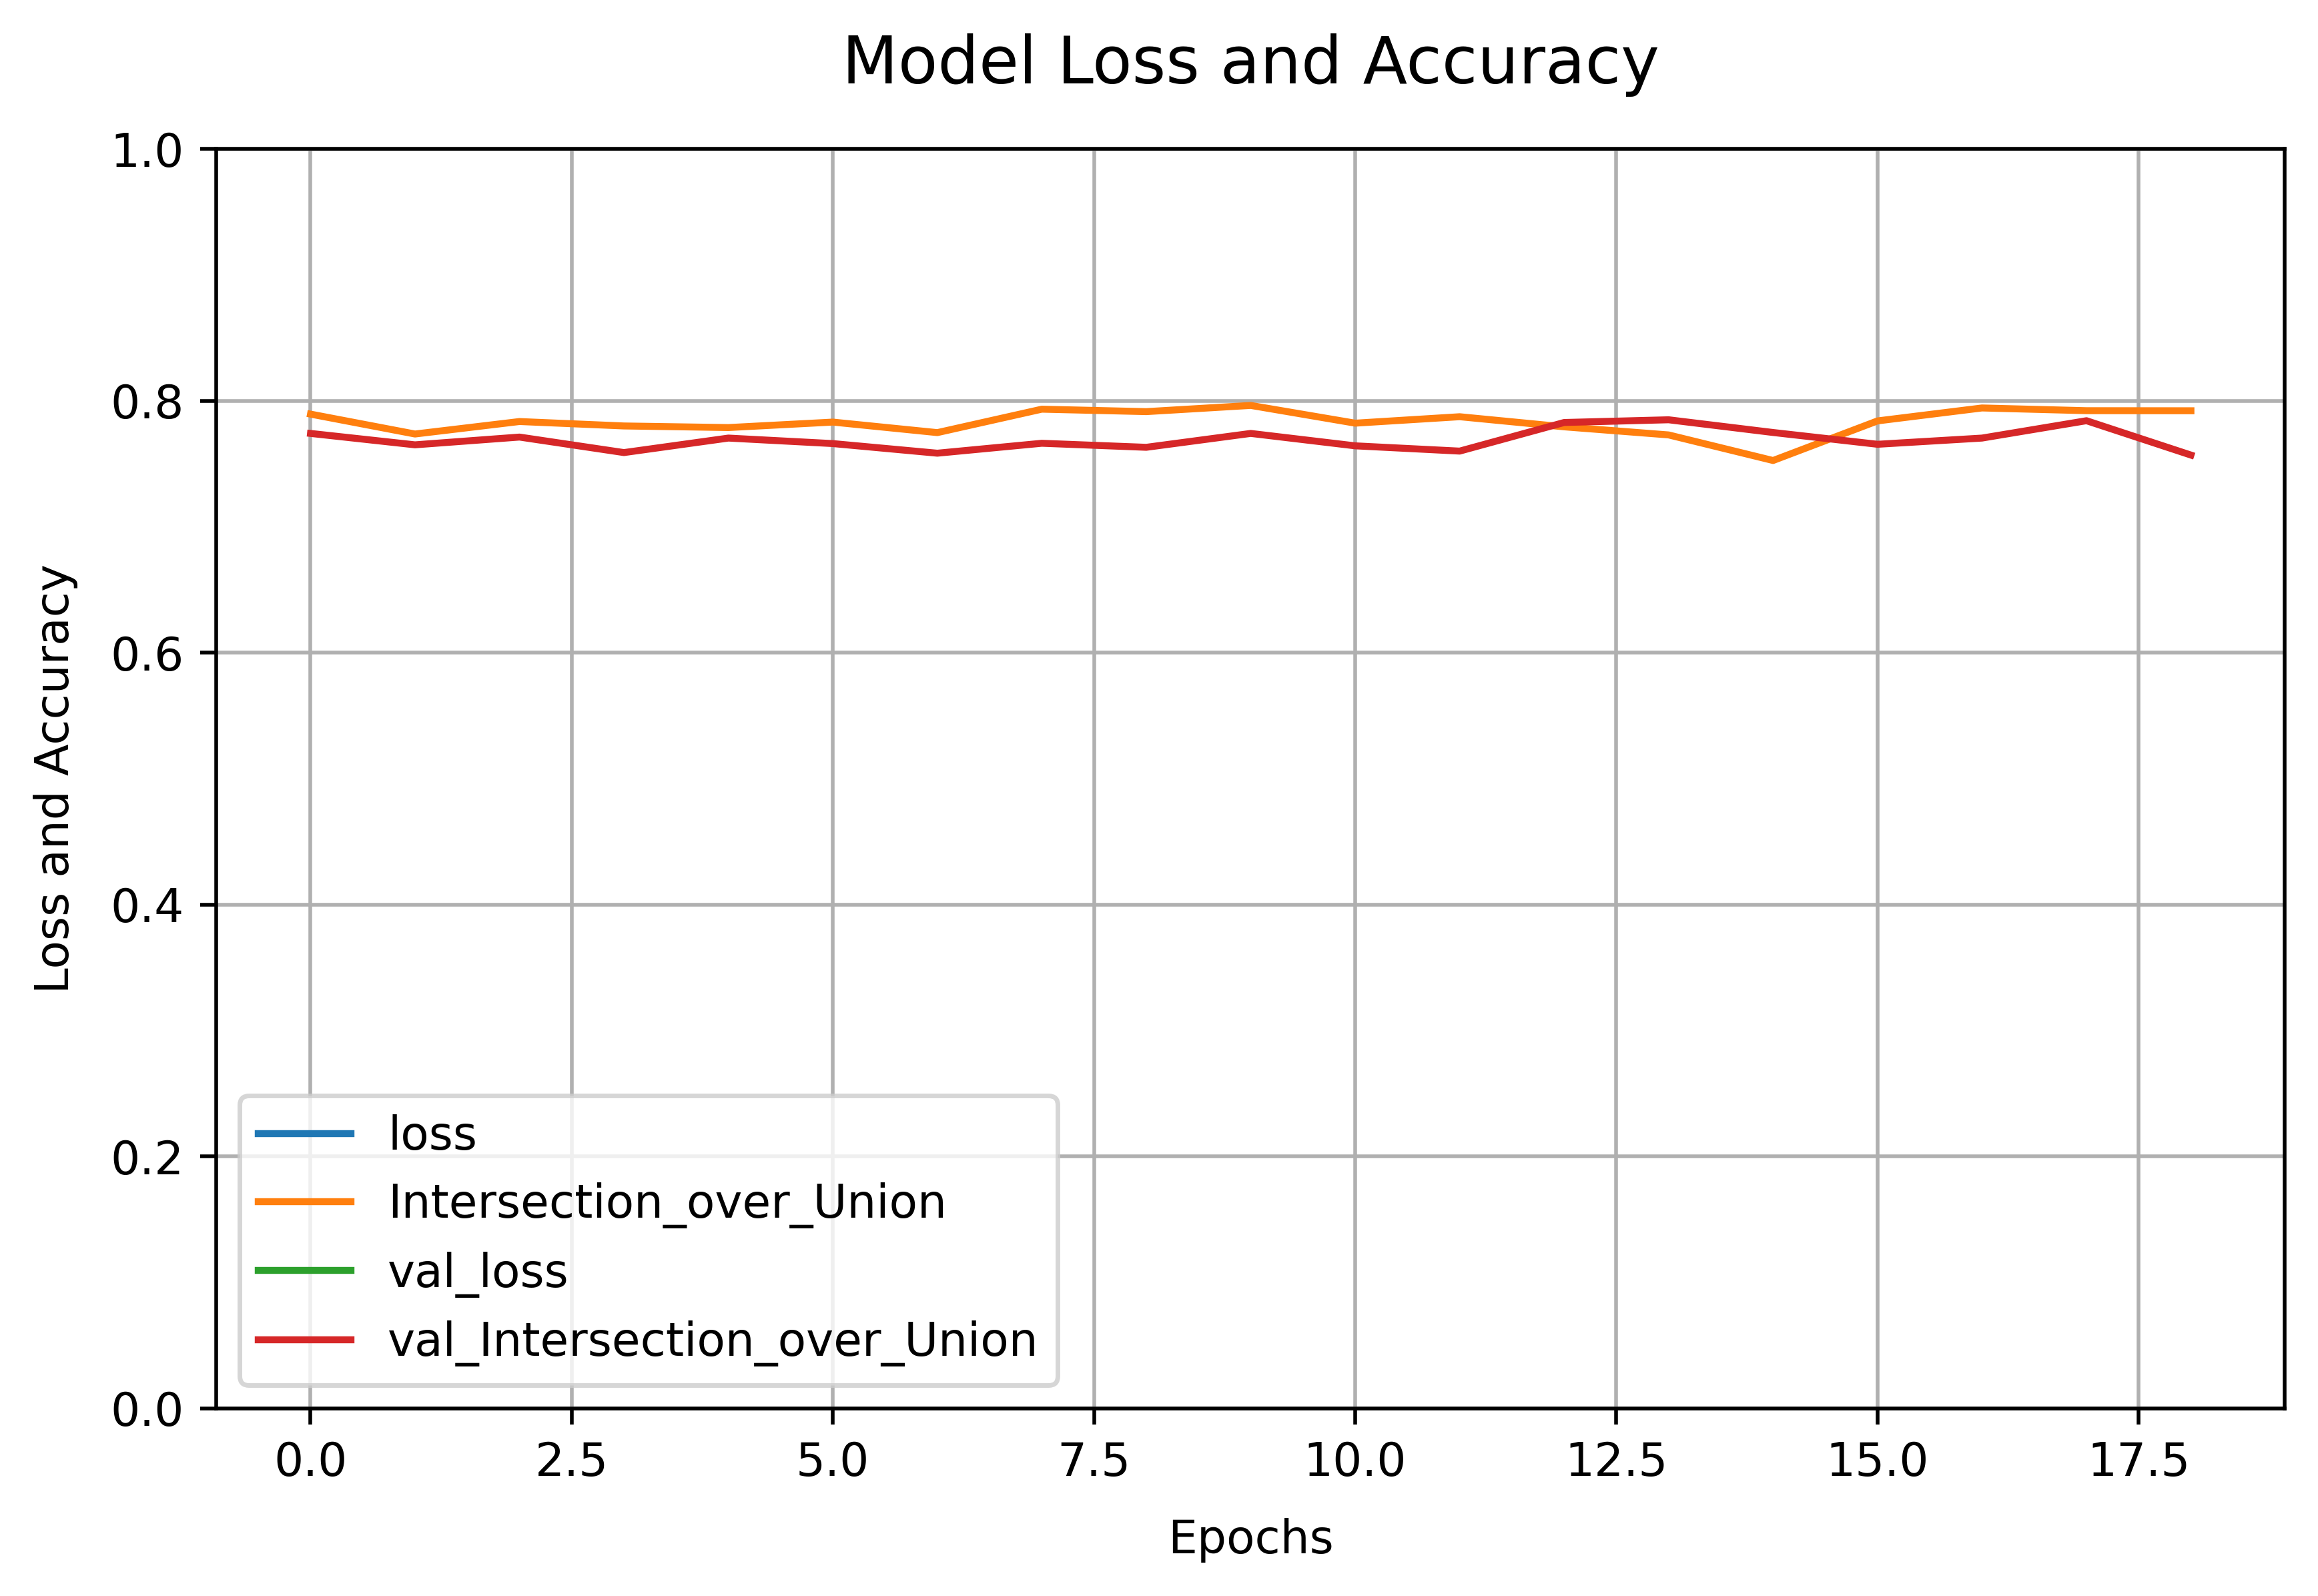 Model Loss and Accuracy
1.0
0.8
0.6
0.4
0.2
0.0
Loss and Accuracy
loss
Intersection_over_Union
val_loss
val_Intersection_over_Union
0.0 2.5 5.0 7.5 10.0 12.5 15.0 17.5
Epochs